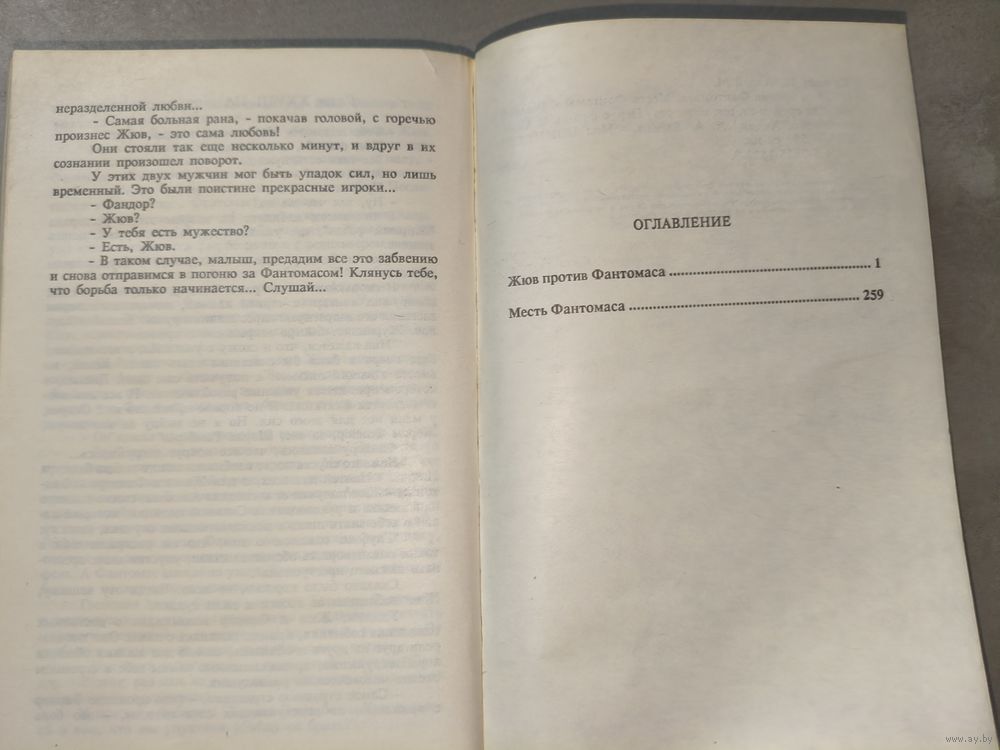 неразделенной любви...
- Самая больная рана, - покачав головой, с горечью
произнес Жюв, - это сама любовь!
Они стояли так еще несколько минут, и вдруг в их
сознании произошел поворот.
У этих двух мужчин мог быть упадок сил, но лишь
временный. Это были поистине прекрасные игроки...
- Фандор?
- Жюв?
- У тебя есть мужество?
- Есть, Жюв.
- В таком случае, малыш, предадим все это забвению
и снова отправимся в погоню за Фантомасом! Клянусь тебе,
что борьба только начинается... Слушай...
ОГЛАВЛЕНИЕ
Жюв против Фантомаса ........................................................ 1
Месть Фантомаса ................................................................ 259
www.ay.by